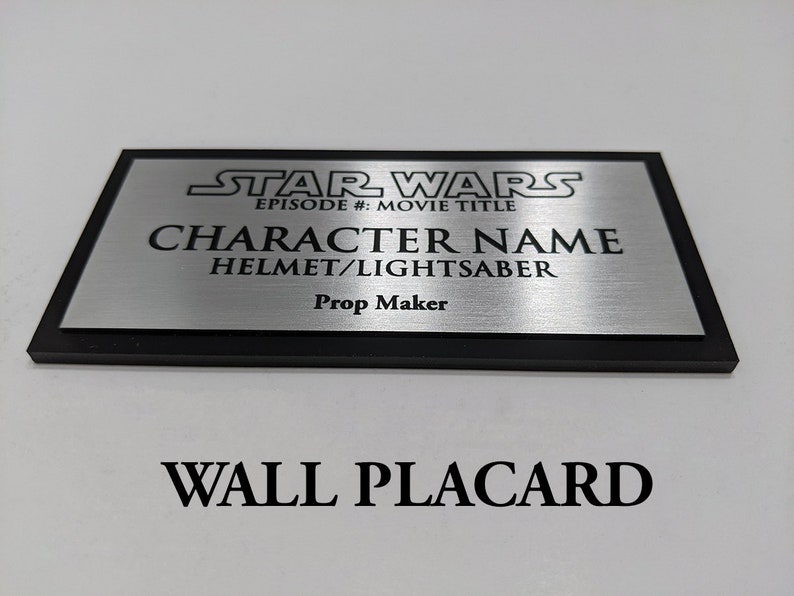 STAR WARS
EPISODE #: MOVIE TITLE
CHARACTER NAME
HELMET/LIGHTSABER
Prop Maker
WALL PLACARD